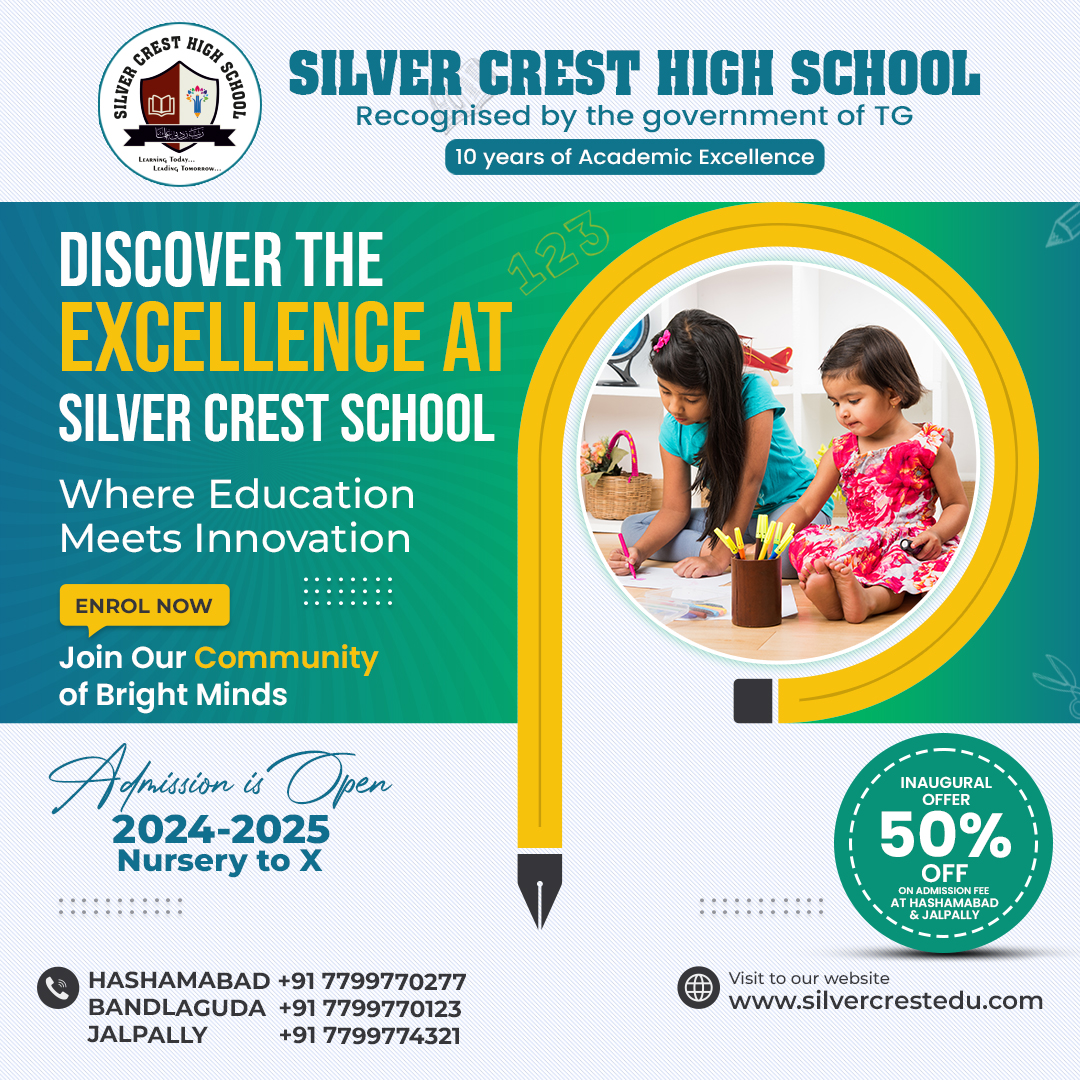 SILVER CREST HIGH SCHOOL
رَبِّ زِدْنِي عِلْمًا
Learning Today...
Leading Tomorrow...
SILVER CREST HIGH SCHOOL
Recognised by the government of TG
10 years of Academic Excellence
123
DISCOVER THE
EXCELLENCE AT
SILVER CREST SCHOOL
Where Education
Meets Innovation
ENROL NOW
Join Our Community
of Bright Minds
Admission is Open
2024-2025
Nursery to X
INAUGURAL
OFFER
50%
OFF
ON ADMISSION FEE
AT HASHAMABAD
& JALPALLY
HASHAMABAD +91 7799770277
BANDLAGUDA +91 7799770123
JALPALLY +91 7799774321
Visit to our website
www.silvercrestedu.com